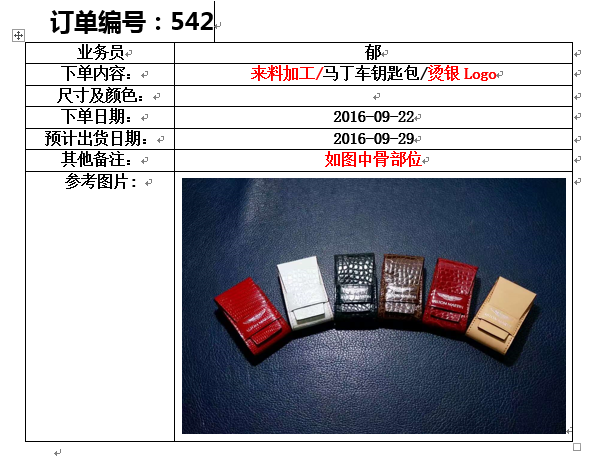 订单编号：542
业务员 郁
下单内容： 来料加工/马丁车钥匙包/烫银 Logo
尺寸及颜色：
下单日期： 2016-09-22
预计出货日期： 2016-09-29
其他备注： 如图中骨部位
参考图片：